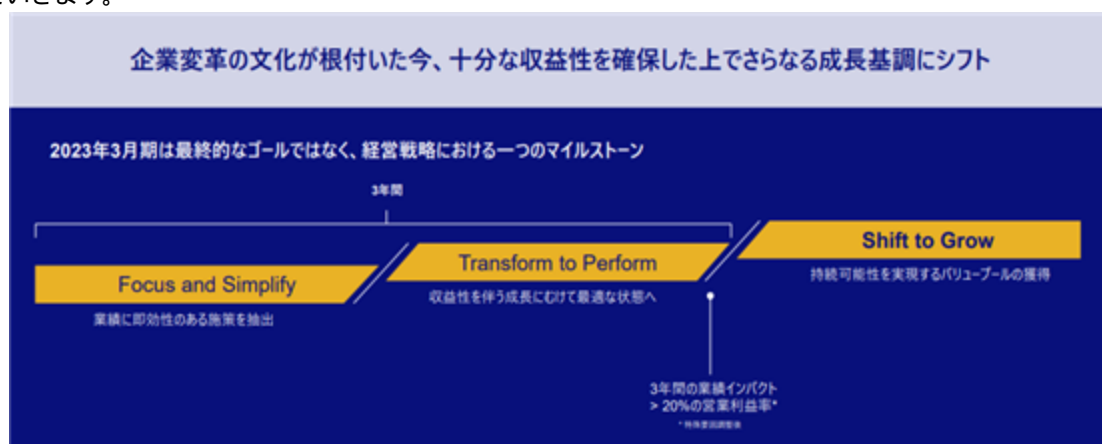 いきます。
企業変革の文化が根付いた今、十分な収益性を確保した上でさらなる成長基調にシフト
2023年3月期は最終的なゴールではなく、経営戦略における一つのマイルストーン
3年間
Shift to Grow
Transform to Perform
持続可能性を実現するバリュープールの獲得
Focus and Simplify
収益性を伴う成長にむけて最適な状態へ
業績に即効性のある施策を抽出
3年間の業績インパクト
> 20%の営業利益率*
*特殊要因調整後